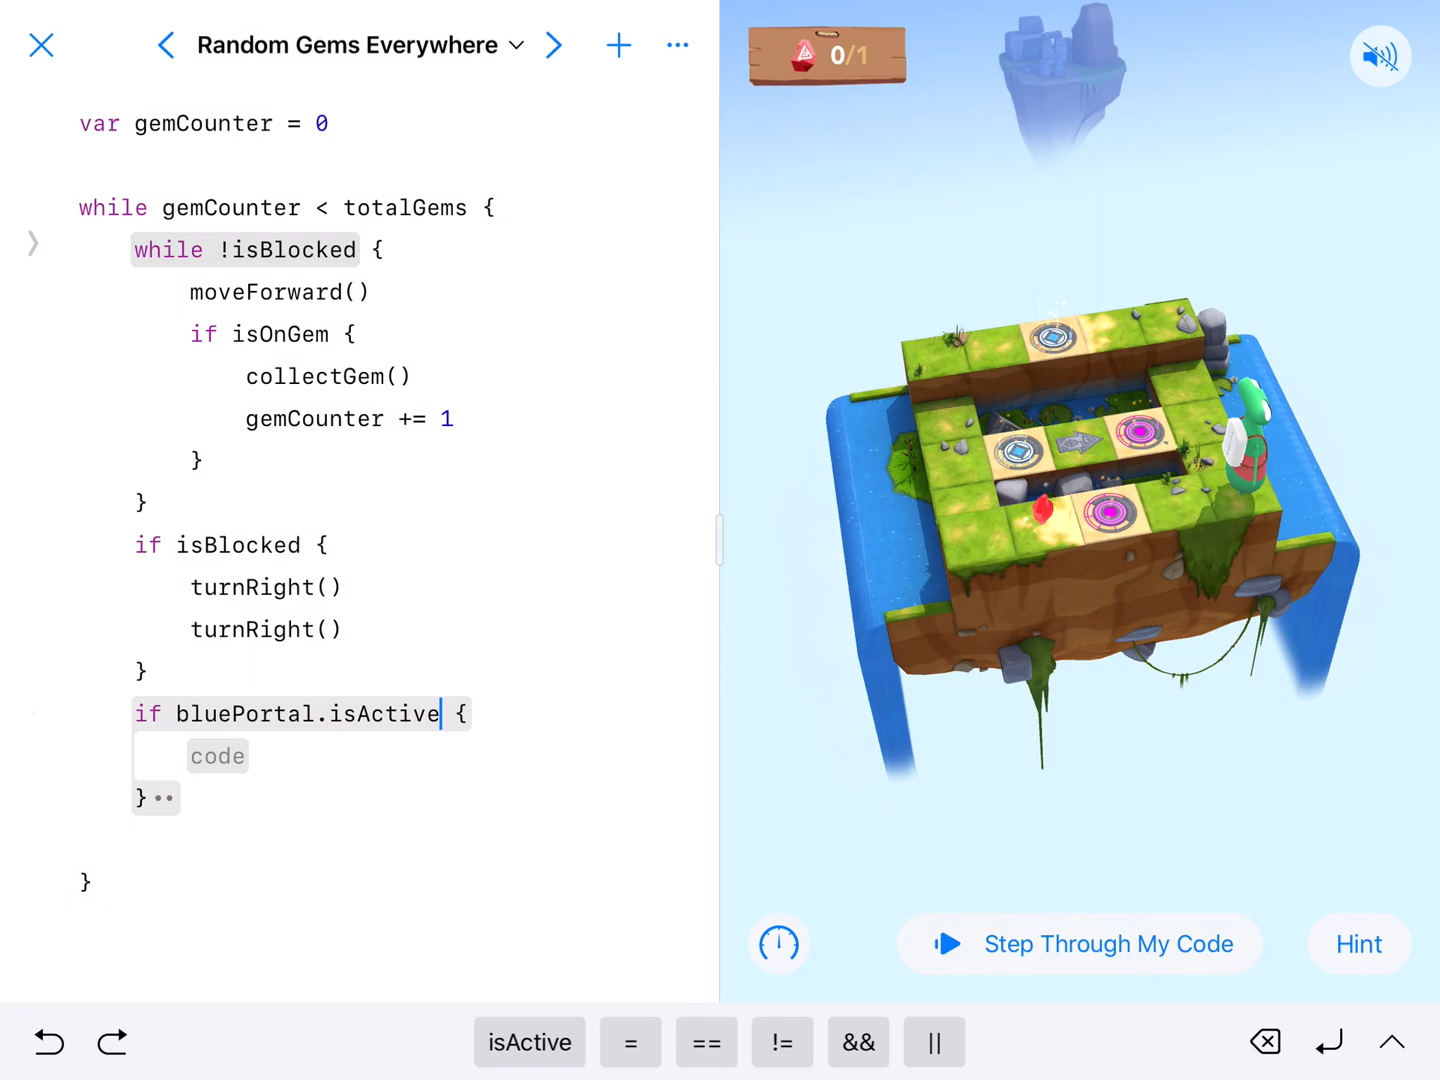 Random Gems Everywhere
var gemCounter = 0
while gemCounter < totalGems {
while !isBlocked {
moveForward()
if isOnGem {
collectGem()
gemCounter += 1
}
}
if isBlocked {
turnRight()
turnRight()
}
if bluePortal.isActive {
code
}
}
0/1
Step Through My Code
Hint
isActive
=
==
!=
&&
||